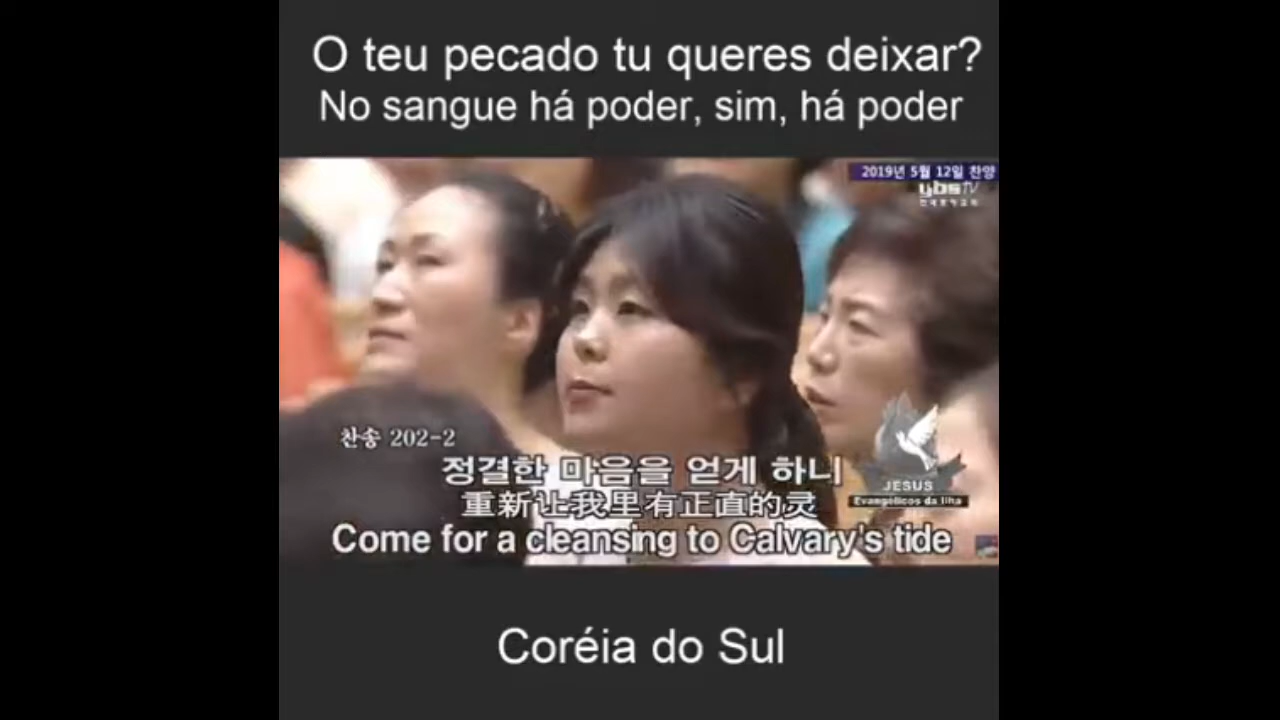 O teu pecado tu queres deixar?
No sangue há poder, sim, há poder
2019년 5월 12일 찬양
ybsTV
찬송 202-2
정결한 마음을 얻게 하니
重新让我里有正直的灵
JESUS
Evangélicos da Ilha
Come for a cleansing to Calvary's tide
Coréia do Sul